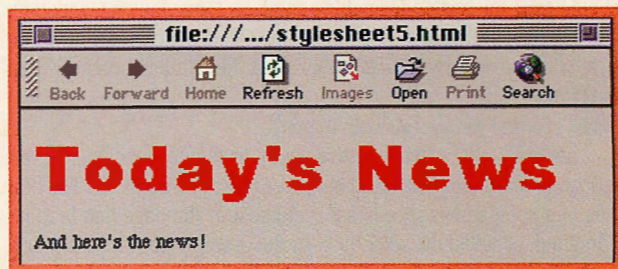 file:///.../stylesheet5.html
Back Forward Home Refresh Images Open Print Search
Today's News
And here's the news!